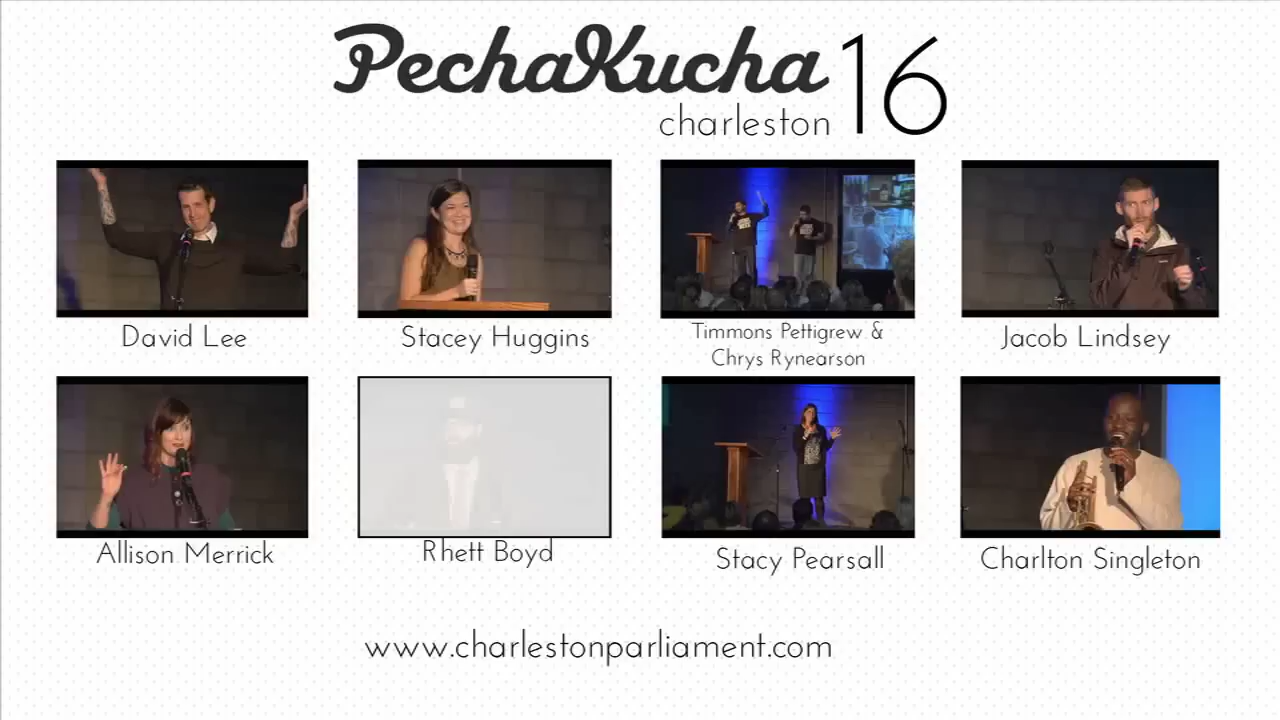 PechaKucha 16
charleston
David Lee
Stacey Huggins
Timmons Pettigrew &
Chrys Rynearson
Jacob Lindsey
Allison Merrick
Rhett Boyd
Stacy Pearsall
Charlton Singleton
www.charlestonparliament.com